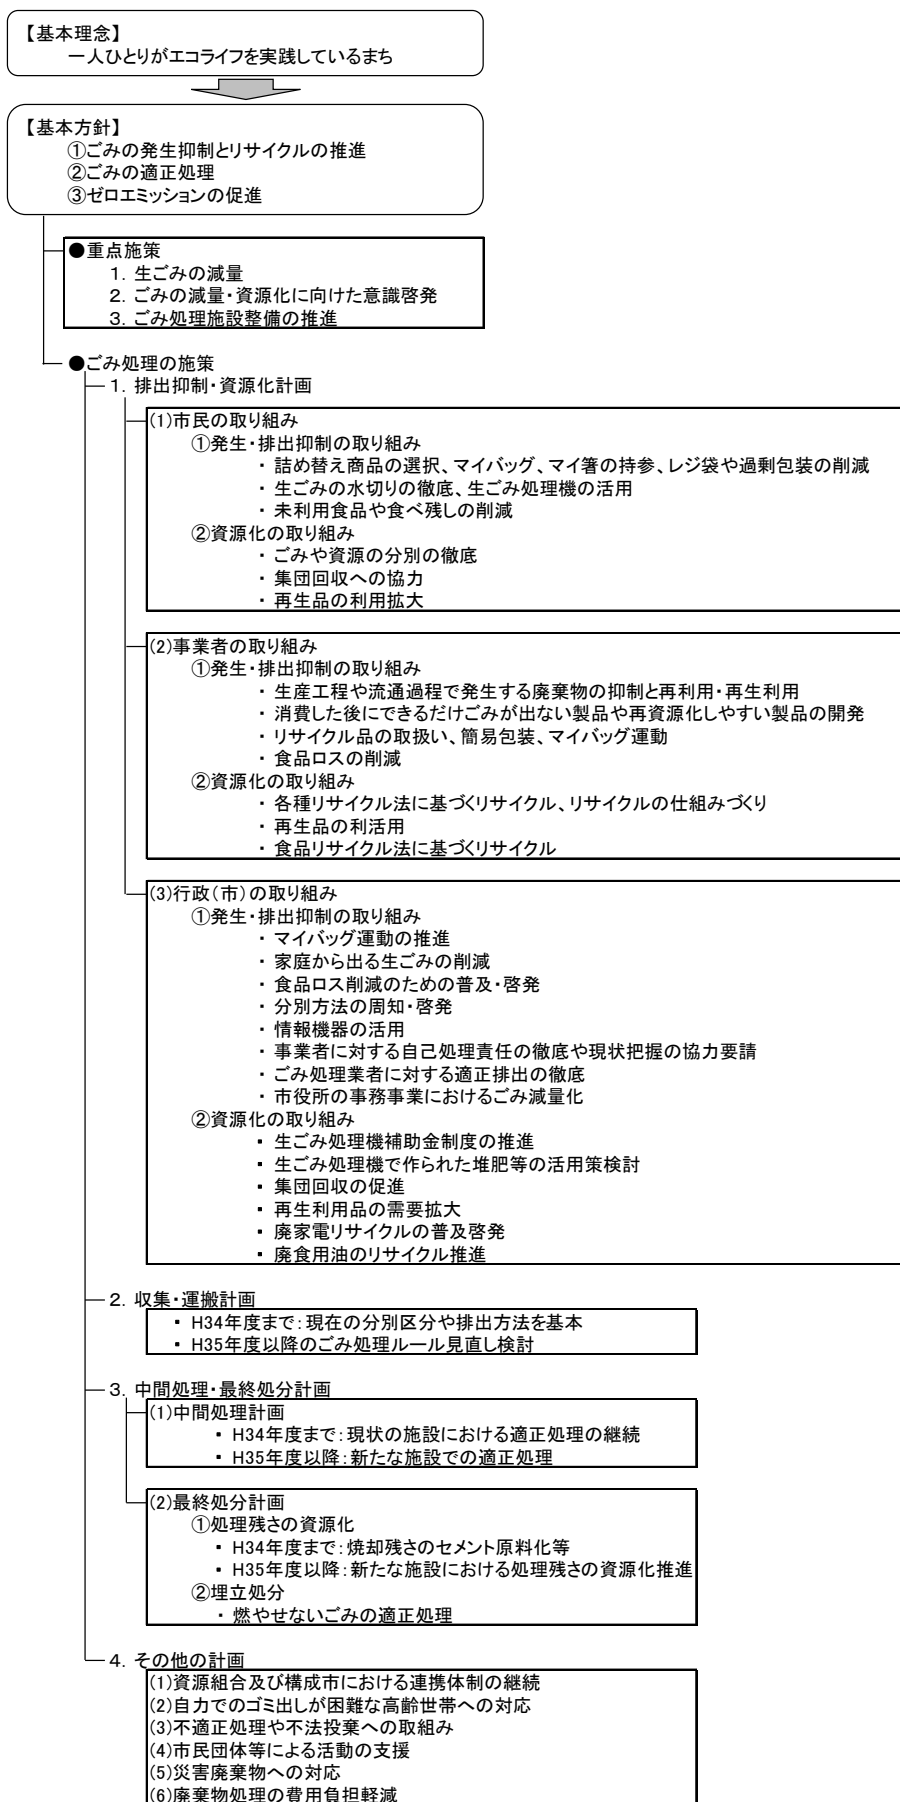 【基本理念】
一人ひとりがエコライフを実践しているまち
【基本方針】
①ごみの発生抑制とリサイクルの推進
②ごみの適正処理
③ゼロエミッションの促進
●重点施策
1. 生ごみの減量
2. ごみの減量・資源化に向けた意識啓発
3. ごみ処理施設整備の推進
●ごみ処理の施策
1. 排出抑制・資源化計画
(1)市民の取り組み
①発生・排出抑制の取り組み
・ 詰め替え商品の選択、マイバッグ、マイ箸の持参、レジ袋や過剰包装の削減
・ 生ごみの水切りの徹底、生ごみ処理機の活用
・ 未利用食品や食べ残しの削減
②資源化の取り組み
・ ごみや資源の分別の徹底
・ 集団回収への協力
・ 再生品の利用拡大
(2)事業者の取り組み
①発生・排出抑制の取り組み
・ 生産工程や流通過程で発生する廃棄物の抑制と再利用・再生利用
・ 消費した後にできるだけごみが出ない製品や再資源化しやすい製品の開発
・ リサイクル品の取扱い、簡易包装、マイバッグ運動
・ 食品ロスの削減
②資源化の取り組み
・ 各種リサイクル法に基づくリサイクル、リサイクルの仕組みづくり
・ 再生品の利活用
・ 食品リサイクル法に基づくリサイクル
(3)行政(市)の取り組み
①発生・排出抑制の取り組み
・ マイバッグ運動の推進
・ 家庭から出る生ごみの削減
・ 食品ロス削減のための普及・啓発
・ 分別方法の周知・啓発
・ 情報機器の活用
・ 事業者に対する自己処理責任の徹底や現状把握の協力要請
・ ごみ処理業者に対する適正排出の徹底
・ 市役所の事務事業におけるごみ減量化
②資源化の取り組み
・ 生ごみ処理機補助金制度の推進
・ 生ごみ処理機で作られた堆肥等の活用策検討
・ 集団回収の促進
・ 再生利用品の需要拡大
・ 廃家電リサイクルの普及啓発
・ 廃食用油のリサイクル推進
2. 収集・運搬計画
・ H34年度まで:現在の分別区分や排出方法を基本
・ H35年度以降のごみ処理ルール見直し検討
3. 中間処理・最終処分計画
(1)中間処理計画
・ H34年度まで:現状の施設における適正処理の継続
・ H35年度以降:新たな施設での適正処理
(2)最終処分計画
①処理残さの資源化
・ H34年度まで:焼却残さのセメント原料化等
・ H35年度以降:新たな施設における処理残さの資源化推進
②埋立処分
・ 燃やせないごみの適正処理
4. その他の計画
(1)資源組合及び構成市における連携体制の継続
(2)自力でのゴミ出しが困難な高齢世帯への対応
(3)不適正処理や不法投棄への取組み
(4)市民団体等による活動の支援
(5)災害廃棄物への対応
(6)廃棄物処理の費用負担軽減